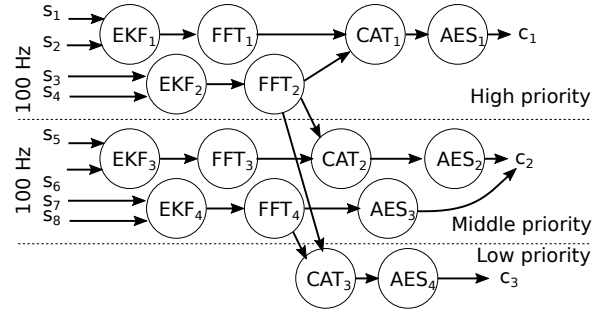 s1
s2
EKF1
FFT1
CAT1
AES1
c1
100 Hz
s3
s4
EKF2
FFT2
High priority
100 Hz
s5
s6
EKF3
FFT3
CAT2
AES2
c2
s7
s8
EKF4
FFT4
AES3
Middle priority
Low priority
CAT3
AES4
c3